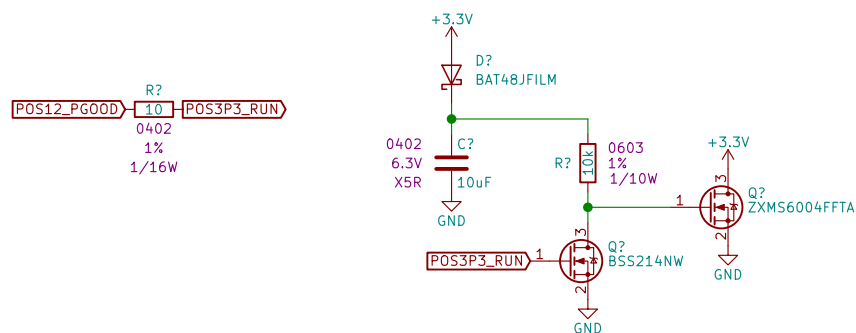 +3.3V
D?
BAT48JFILM
R?
POS12_PGOOD
10
POS3P3_RUN
0402
1%
1/16W
0402
C?
6.3V
X5R
10uF
GND
R?
10k
0603
1%
1/10W
+3.3V
3
1
Q?
ZXMS6004FFTA
2
GND
3
POS3P3_RUN
1
Q?
BSS214NW
2
GND